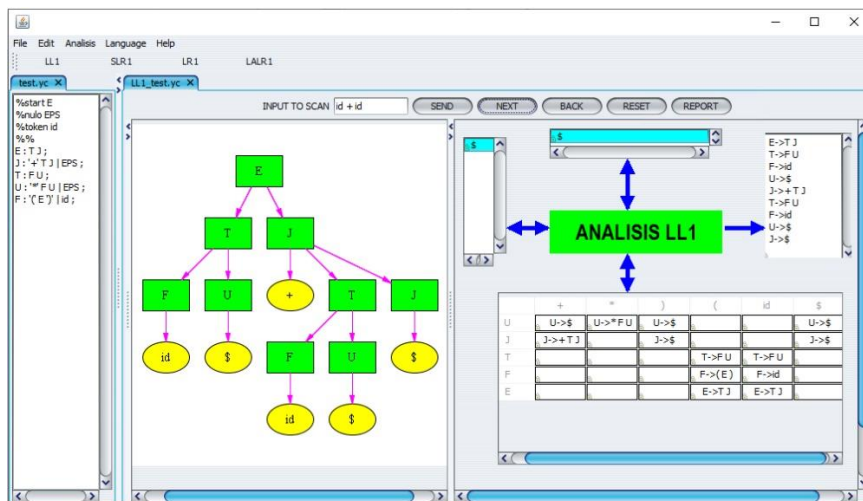 File Edit Analisis Language Help
LL1 SLR1 LR1 LALR1
test.yc X
LL1_test.yc X
%start E
%nulo EPS
%token id
%%
E : T J ;
J : '+' T J | EPS ;
T : F U ;
U : '*' F U | EPS ;
F : '(' E ')' | id ;
INPUT TO SCAN id + id SEND NEXT BACK RESET REPORT
E
T J
F U + T J
id $ F U $
id $
$
$
ANALISIS LL1
E->T J
T->F U
F->id
U->$
J->+ T J
T->F U
F->id
U->$
J->$
+ * ) ( id $
U U->$ U->* F U U->$ U->$
J J->+ T J J->$ J->$
T T->F U T->F U
F F->( E ) F->id
E E->T J E->T J